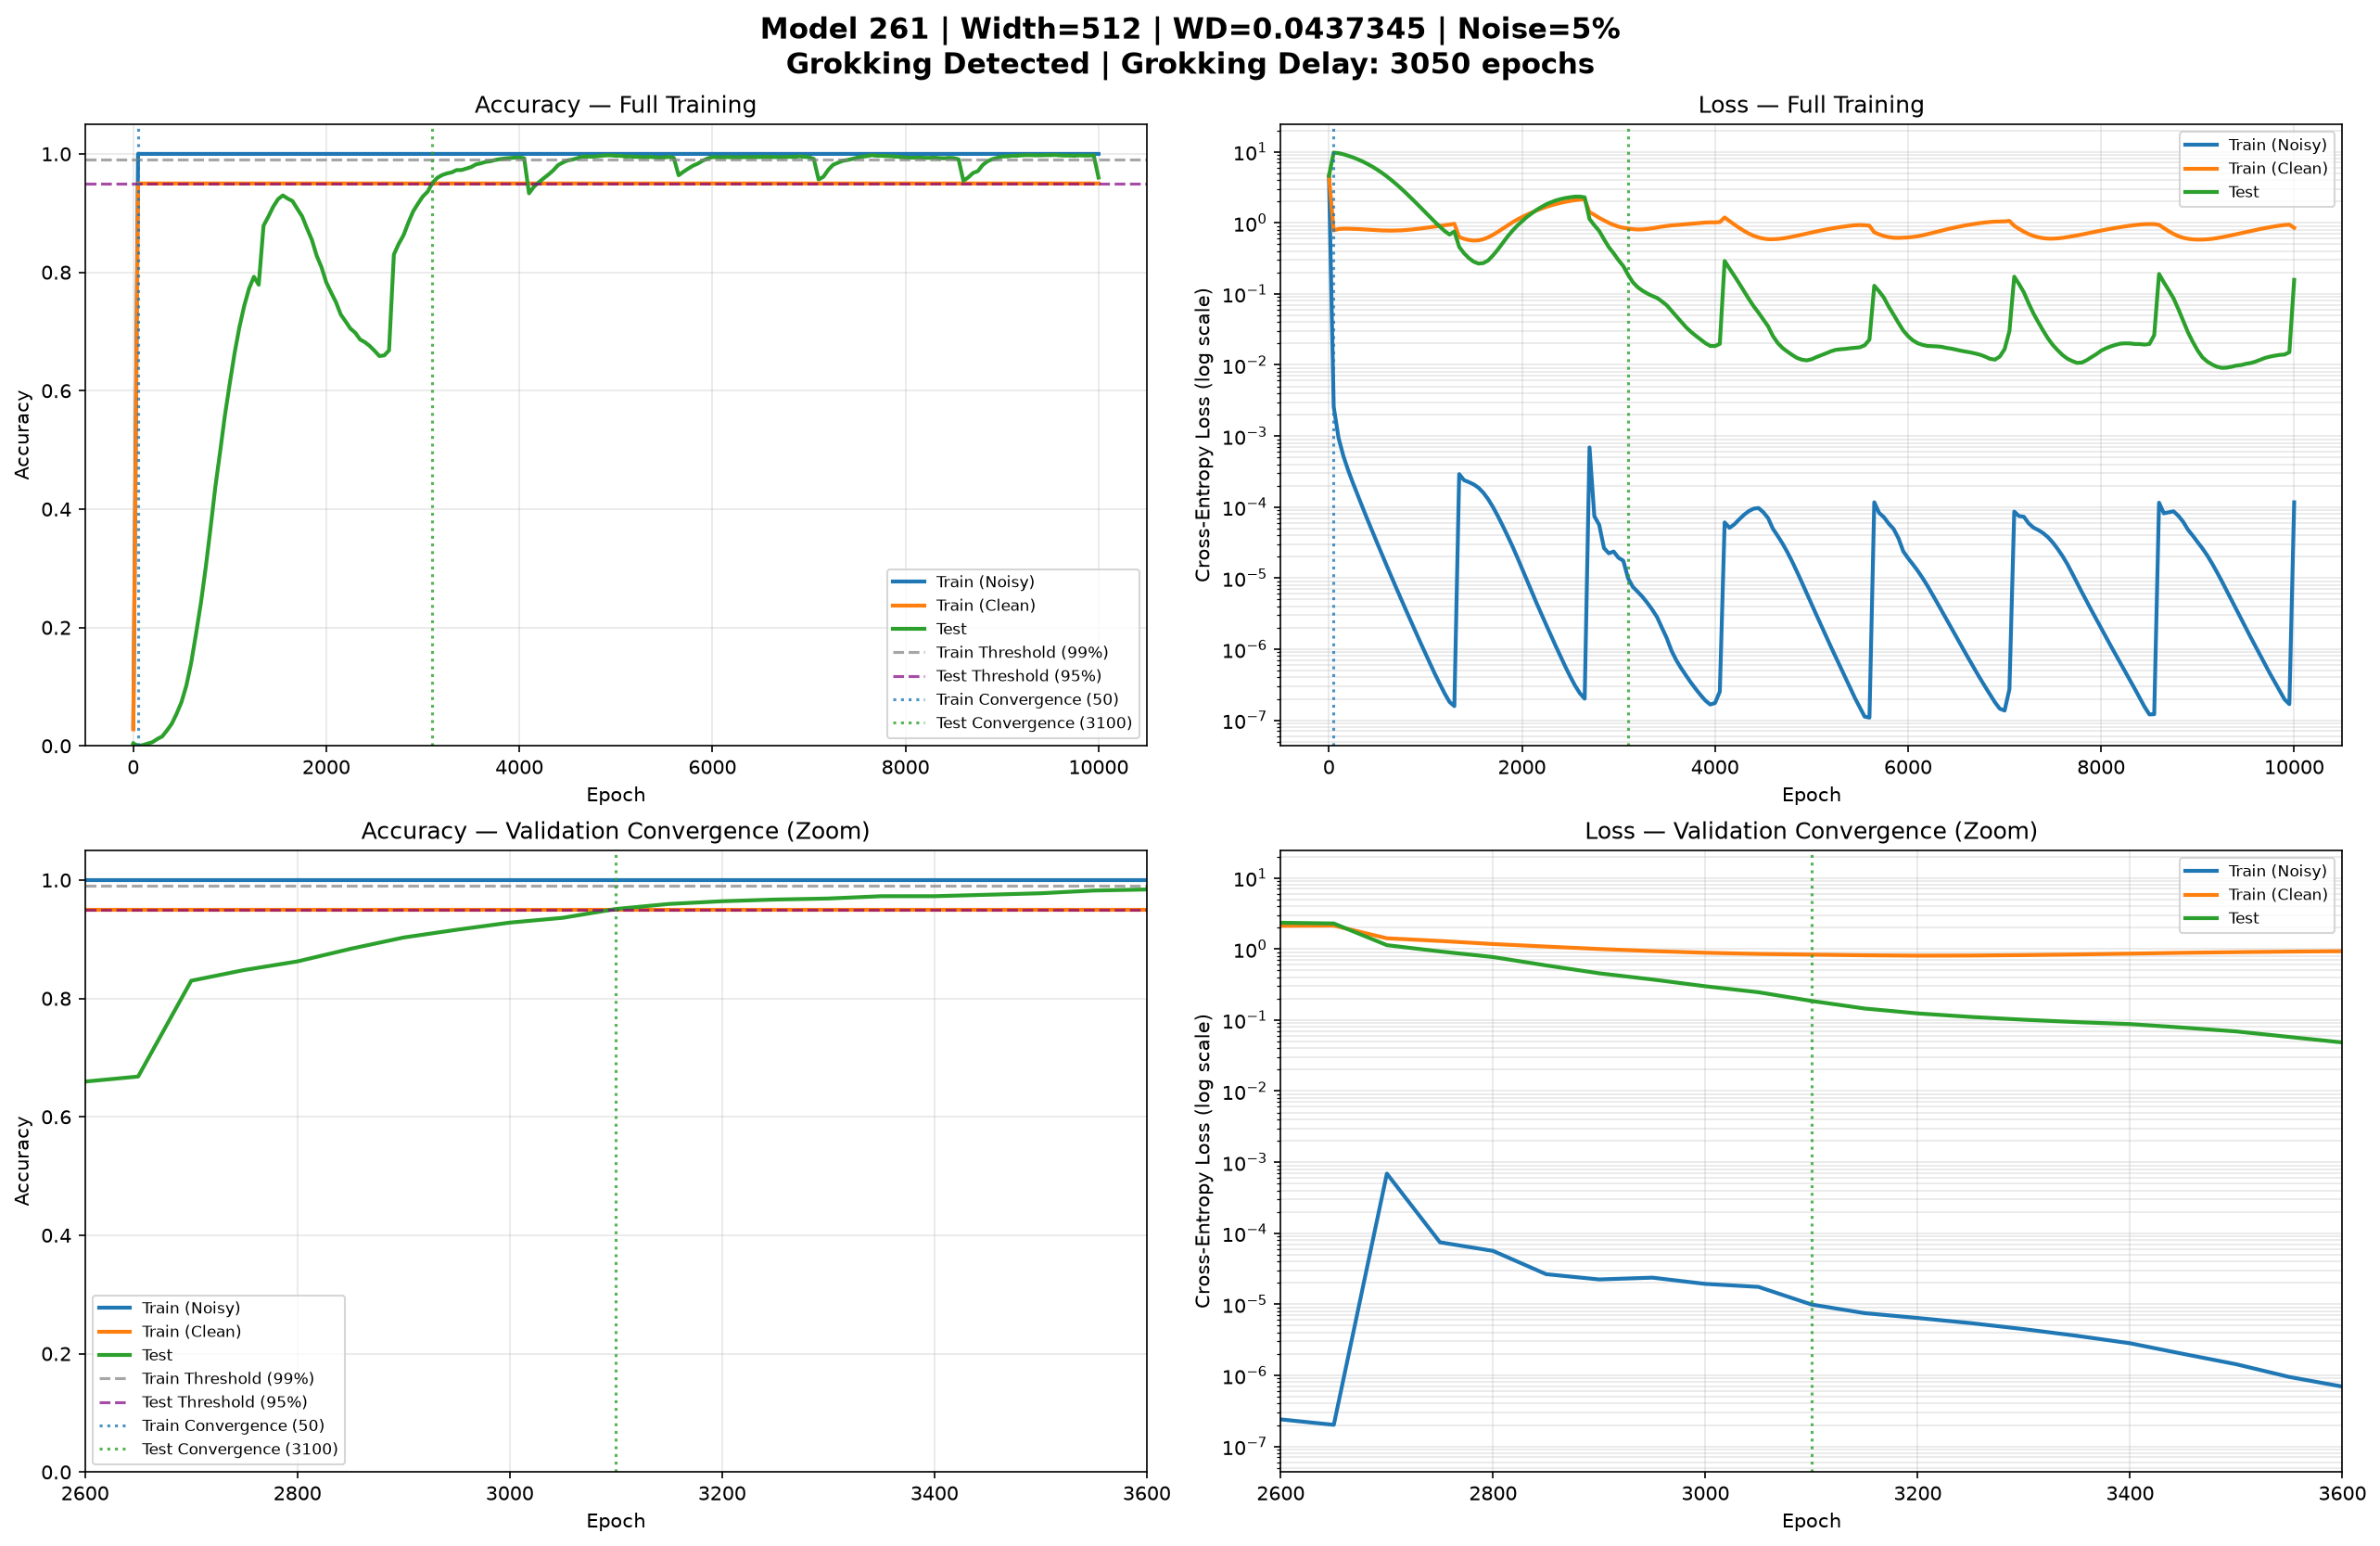 Model 261 | Width=512 | WD=0.0437345 | Noise=5%
Grokking Detected | Grokking Delay: 3050 epochs
Accuracy — Full Training
Accuracy
1.0
0.8
0.6
0.4
0.2
0.0
0 2000 4000 6000 8000 10000
Epoch
Train (Noisy)
Train (Clean)
Test
Train Threshold (99%)
Test Threshold (95%)
Train Convergence (50)
Test Convergence (3100)
Loss — Full Training
Cross-Entropy Loss (log scale)
10¹
10⁰
10⁻¹
10⁻²
10⁻³
10⁻⁴
10⁻⁵
10⁻⁶
10⁻⁷
0 2000 4000 6000 8000 10000
Epoch
Train (Noisy)
Train (Clean)
Test
Accuracy — Validation Convergence (Zoom)
Accuracy
1.0
0.8
0.6
0.4
0.2
0.0
2600 2800 3000 3200 3400 3600
Epoch
Train (Noisy)
Train (Clean)
Test
Train Threshold (99%)
Test Threshold (95%)
Train Convergence (50)
Test Convergence (3100)
Loss — Validation Convergence (Zoom)
Cross-Entropy Loss (log scale)
10¹
10⁰
10⁻¹
10⁻²
10⁻³
10⁻⁴
10⁻⁵
10⁻⁶
10⁻⁷
2600 2800 3000 3200 3400 3600
Epoch
Train (Noisy)
Train (Clean)
Test